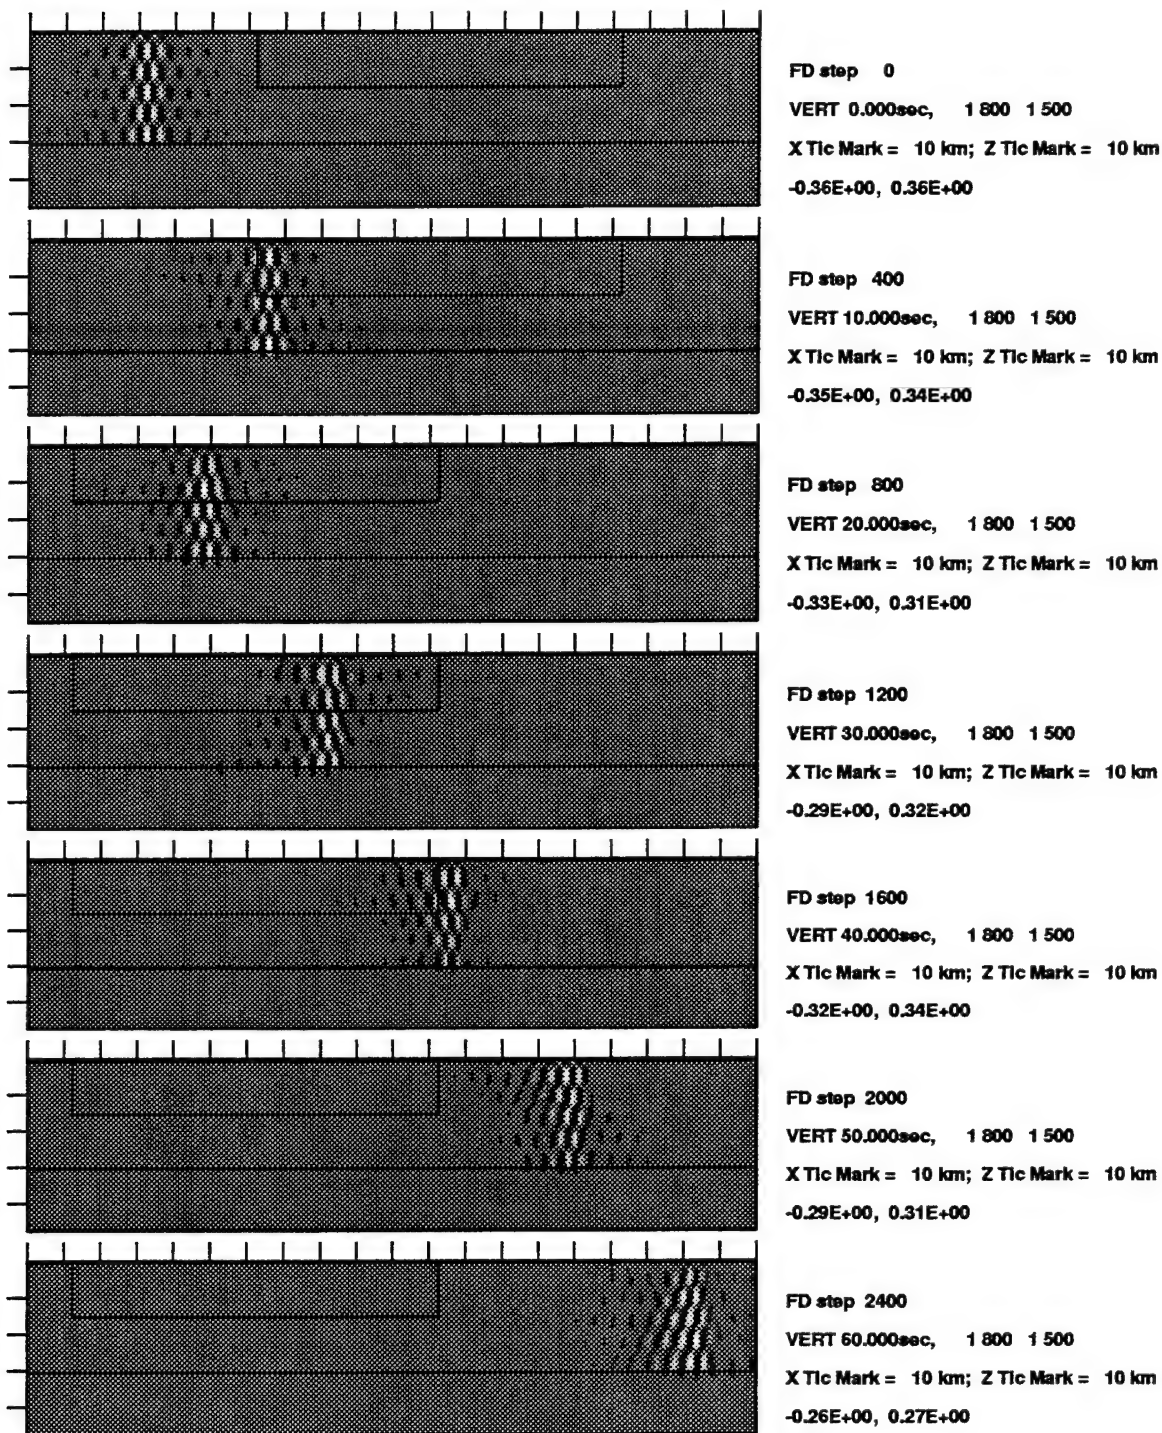 FD step 0
VERT 0.000sec, 1 800 1 500
X Tic Mark = 10 km; Z Tic Mark = 10 km
-0.36E+00, 0.36E+00
FD step 400
VERT 10.000sec, 1 800 1 500
X Tic Mark = 10 km; Z Tic Mark = 10 km
-0.35E+00, 0.34E+00
FD step 800
VERT 20.000sec, 1 800 1 500
X Tic Mark = 10 km; Z Tic Mark = 10 km
-0.33E+00, 0.31E+00
FD step 1200
VERT 30.000sec, 1 800 1 500
X Tic Mark = 10 km; Z Tic Mark = 10 km
-0.29E+00, 0.32E+00
FD step 1600
VERT 40.000sec, 1 800 1 500
X Tic Mark = 10 km; Z Tic Mark = 10 km
-0.32E+00, 0.34E+00
FD step 2000
VERT 50.000sec, 1 800 1 500
X Tic Mark = 10 km; Z Tic Mark = 10 km
-0.29E+00, 0.31E+00
FD step 2400
VERT 60.000sec, 1 800 1 500
X Tic Mark = 10 km; Z Tic Mark = 10 km
-0.26E+00, 0.27E+00